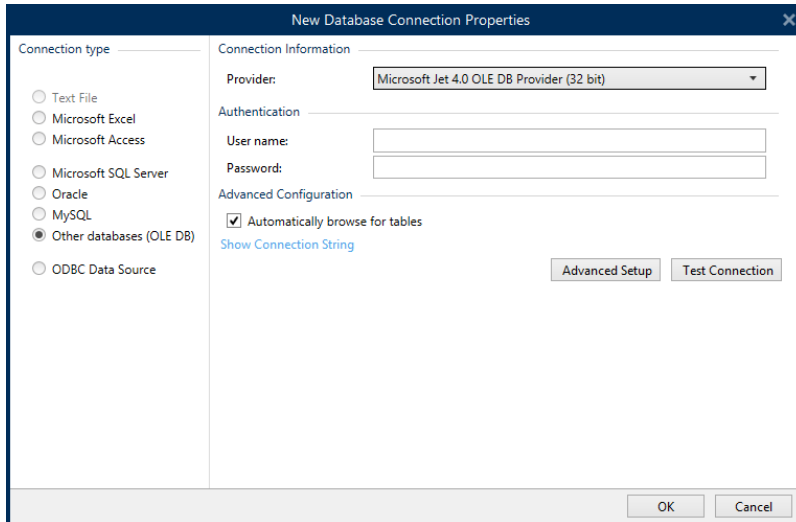 New Database Connection Properties
Connection type
Text File
Microsoft Excel
Microsoft Access
Microsoft SQL Server
Oracle
MySQL
Other databases (OLE DB)
ODBC Data Source
Connection Information
Provider: Microsoft Jet 4.0 OLE DB Provider (32 bit)
Authentication
User name:
Password:
Advanced Configuration
Automatically browse for tables
Show Connection String
Advanced Setup Test Connection
OK Cancel